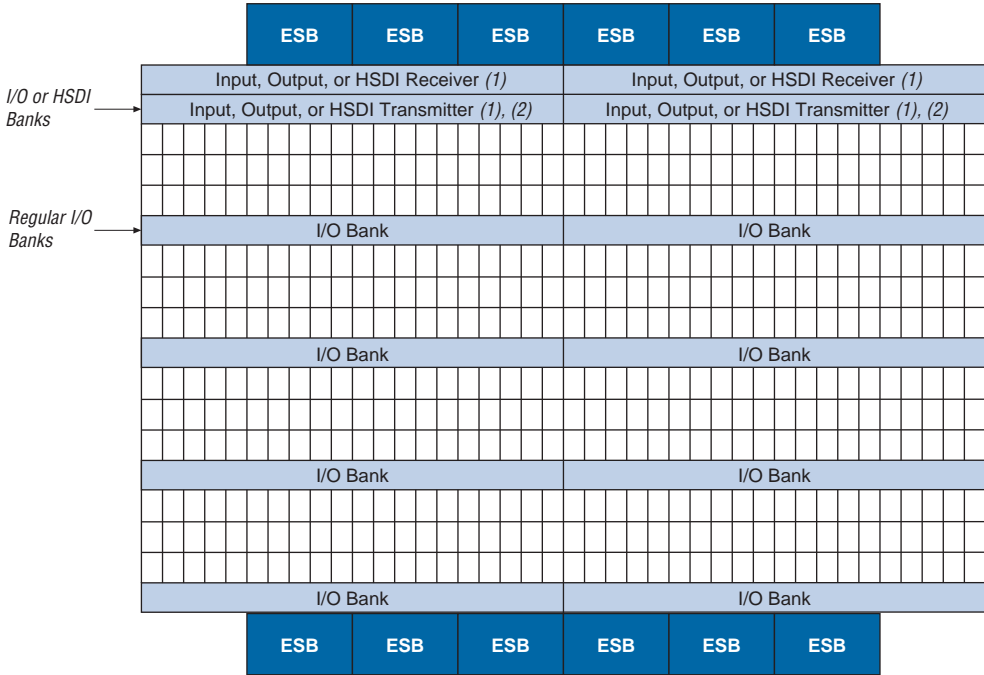 ESB ESB ESB ESB ESB ESB
Input, Output, or HSDI Receiver (1) Input, Output, or HSDI Receiver (1)
I/O or HSDI
Banks
Input, Output, or HSDI Transmitter (1), (2) Input, Output, or HSDI Transmitter (1), (2)
Regular I/O
Banks
I/O Bank I/O Bank
I/O Bank I/O Bank
I/O Bank I/O Bank
I/O Bank I/O Bank
ESB ESB ESB ESB ESB ESB